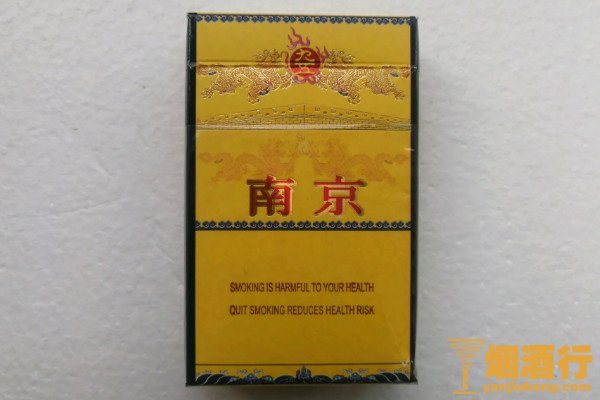 南京
SMOKING IS HARMFUL TO YOUR HEALTH
QUIT SMOKING REDUCES HEALTH RISK
烟酒行